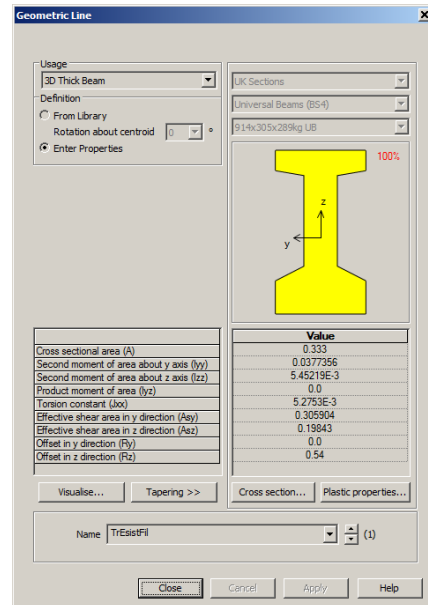 Geometric Line
Usage
3D Thick Beam
Definition
From Library
Rotation about centroid 0 °
Enter Properties
UK Sections
Universal Beams (BS4)
914x305x289kg UB
100%
z
y
Value
Cross sectional area (A) 0.333
Second moment of area about y axis (Iyy) 0.0377356
Second moment of area about z axis (Izz) 5.45219E-3
Product moment of area (Iyz) 0.0
Torsion constant (Jxx) 5.2753E-3
Effective shear area in y direction (Asy) 0.305904
Effective shear area in z direction (Asz) 0.19843
Offset in y direction (Ry) 0.0
Offset in z direction (Rz) 0.54
Visualise... Tapering >> Cross section... Plastic properties...
Name TrEsistFil (1)
Close Cancel Apply Help